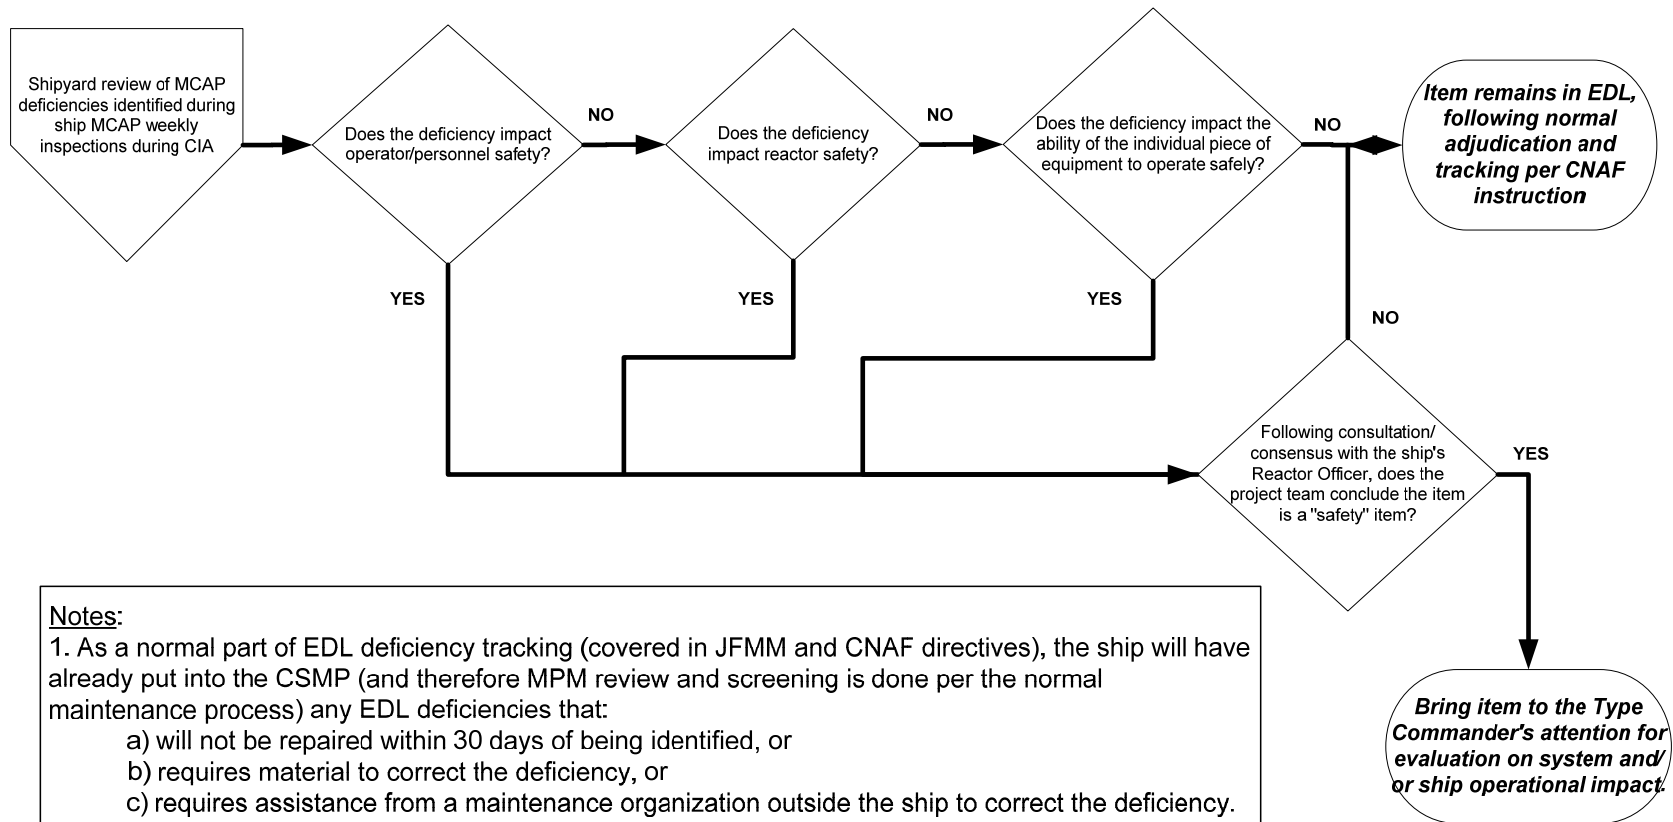 Shipyard review of MCAP
deficiencies identified during
ship MCAP weekly
inspections during CIA
Does the deficiency impact
operator/personnel safety?
NO
Does the deficiency
impact reactor safety?
NO
Does the deficiency impact the
ability of the individual piece of
equipment to operate safely?
NO
Item remains in EDL,
following normal
adjudication and
tracking per CNAF
instruction
YES
YES
YES
NO
Following consultation/
consensus with the ship's
Reactor Officer, does the
project team conclude the item
is a "safety" item?
YES
Bring item to the Type
Commander's attention for
evaluation on system and/
or ship operational impact.
Notes:
1. As a normal part of EDL deficiency tracking (covered in JFMM and CNAF directives), the ship will have
already put into the CSMP (and therefore MPM review and screening is done per the normal
maintenance process) any EDL deficiencies that:
a) will not be repaired within 30 days of being identified, or
b) requires material to correct the deficiency, or
c) requires assistance from a maintenance organization outside the ship to correct the deficiency.